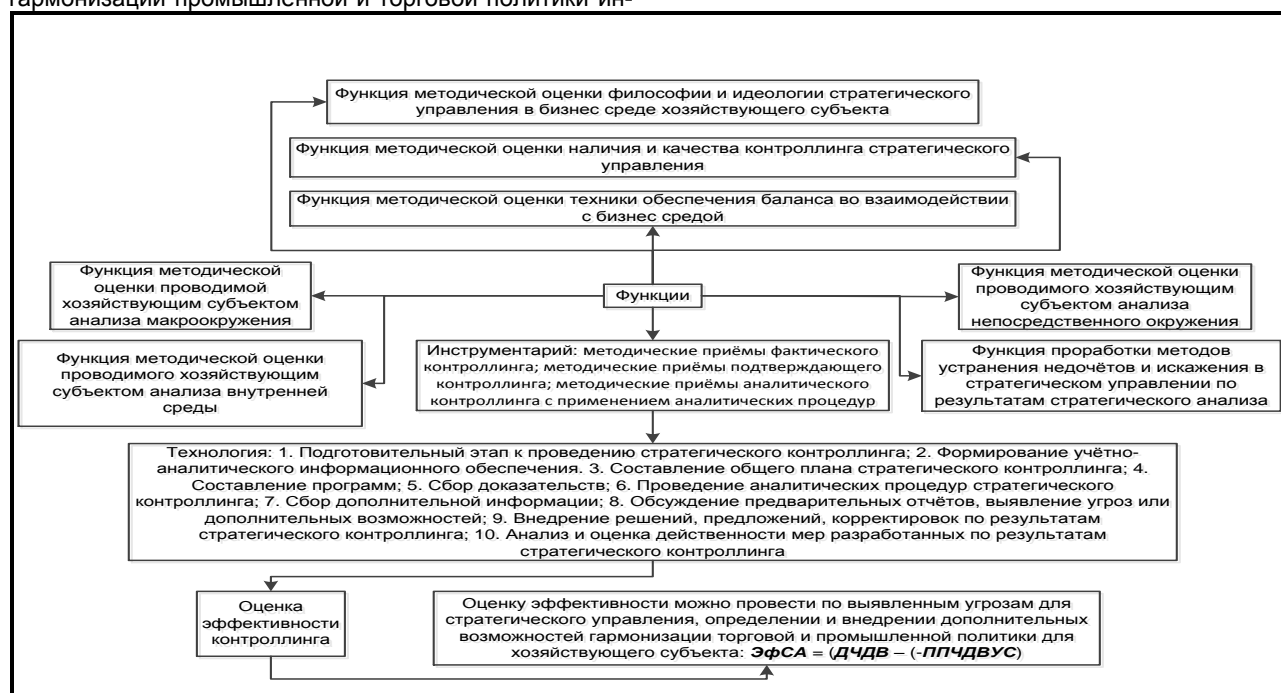 гармонизации промышленной и торговой политики ин-
Функция методической оценки философии и идеологии стратегического
управления в бизнес среде хозяйствующего субъекта
Функция методической оценки наличия и качества контроллинга стратегического
управления
Функция методической оценки техники обеспечения баланса во взаимодействии
с бизнес средой
Функция методической
оценки проводимой
хозяйствующим субъектом
анализа макроокружения
Функции
Функция методической оценки
проводимого хозяйствующим
субъектом анализа
непосредственного окружения
Функция методической оценки
проводимого хозяйствующим
субъектом анализа внутренней
среды
Инструментарий: методические приёмы фактического
контроллинга; методические приёмы подтверждающего
контроллинга; методические приёмы аналитического
контроллинга с применением аналитических процедур
Функция проработки методов
устранения недочётов и искажения в
стратегическом управлении по
результатам стратегического анализа
Технология: 1. Подготовительный этап к проведению стратегического контроллинга; 2. Формирование учётно-
аналитического информационного обеспечения. 3. Составление общего плана стратегического контроллинга; 4.
Составление программ; 5. Сбор доказательств; 6. Проведение аналитических процедур стратегического
контроллинга; 7. Сбор дополнительной информации; 8. Обсуждение предварительных отчётов, выявление угроз или
дополнительных возможностей; 9. Внедрение решений, предложений, корректировок по результатам
стратегического контроллинга; 10. Анализ и оценка действенности мер разработанных по результатам
стратегического контроллинга
Оценка
эффективности
контроллинга
Оценку эффективности можно провести по выявленным угрозам для
стратегического управления, определении и внедрении дополнительных
возможностей гармонизации торговой и промышленной политики для
хозяйствующего субъекта: ЭфСА = (ДЧДВ – (-ППЧДВУС)